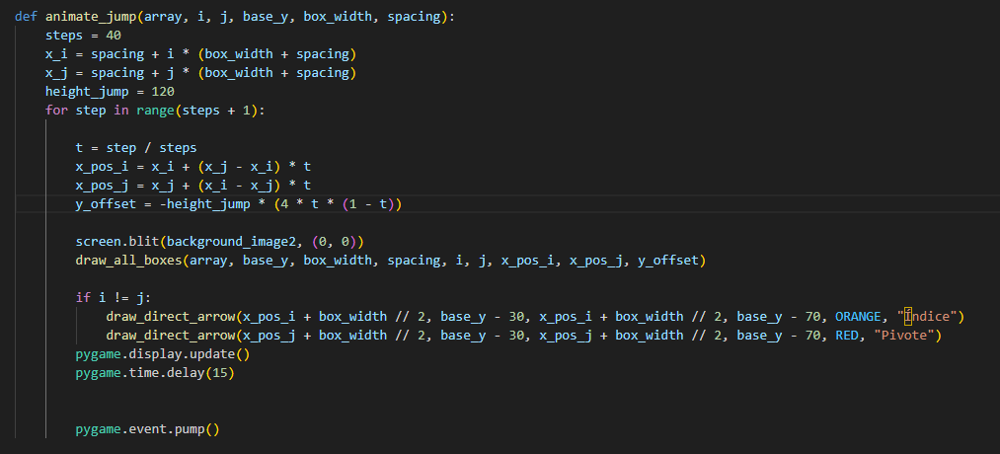 def animate_jump(array, i, j, base_y, box_width, spacing):
    steps = 40
    x_i = spacing + i * (box_width + spacing)
    x_j = spacing + j * (box_width + spacing)
    height_jump = 120
    for step in range(steps + 1):
        t = step / steps
        x_pos_i = x_i + (x_j - x_i) * t
        x_pos_j = x_j + (x_i - x_j) * t
        y_offset = -height_jump * (4 * t * (1 - t))
        screen.blit(background_image2, (0, 0))
        draw_all_boxes(array, base_y, box_width, spacing, i, j, x_pos_i, x_pos_j, y_offset)
        if i != j:
            draw_direct_arrow(x_pos_i + box_width // 2, base_y - 30, x_pos_i + box_width // 2, base_y - 70, ORANGE, "Índice")
            draw_direct_arrow(x_pos_j + box_width // 2, base_y - 30, x_pos_j + box_width // 2, base_y - 70, RED, "Pivote")
        pygame.display.update()
        pygame.time.delay(15)
        pygame.event.pump()